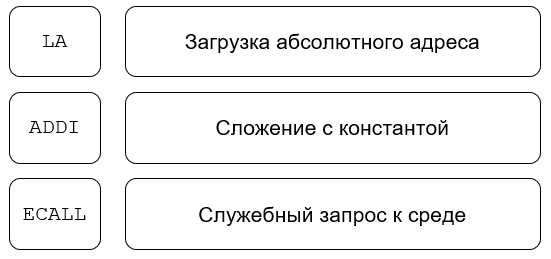 LA Загрузка абсолютного адреса
ADDI Сложение с константой
ECALL Служебный запрос к среде